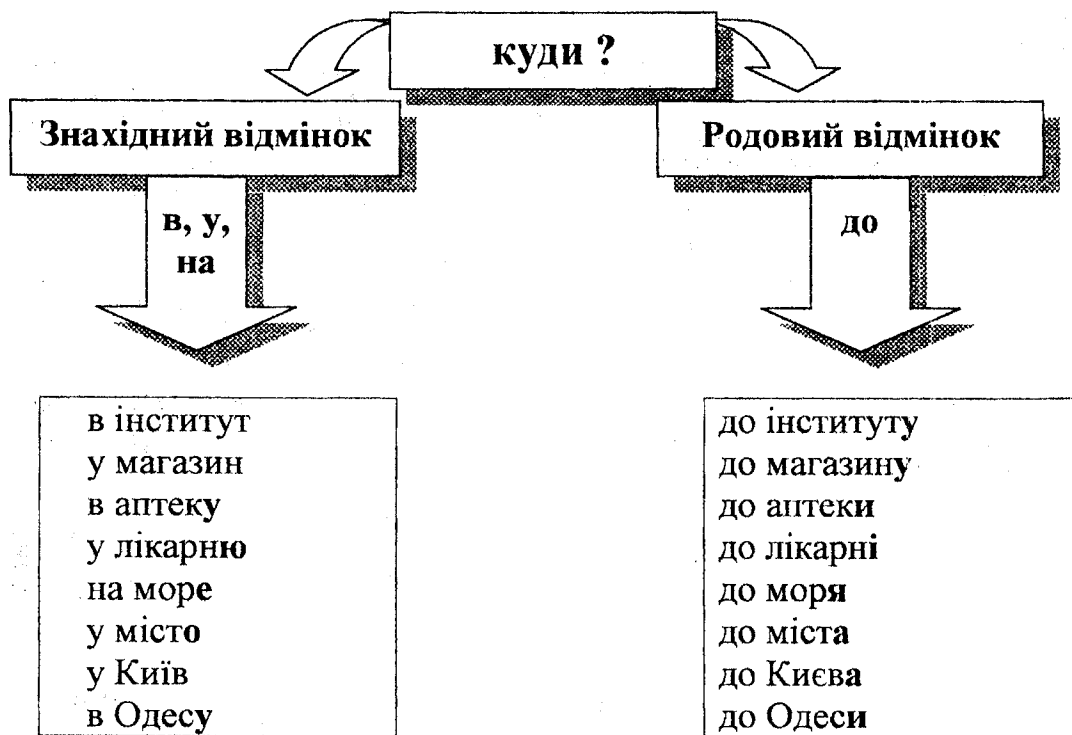 куди ?
Знахідний відмінок
Родовий відмінок
в, у,
на
до
в інститут
у магазин
в аптеку
у лікарню
на море
у місто
у Київ
в Одесу
до інституту
до магазину
до аптеки
до лікарні
до моря
до міста
до Києва
до Одеси